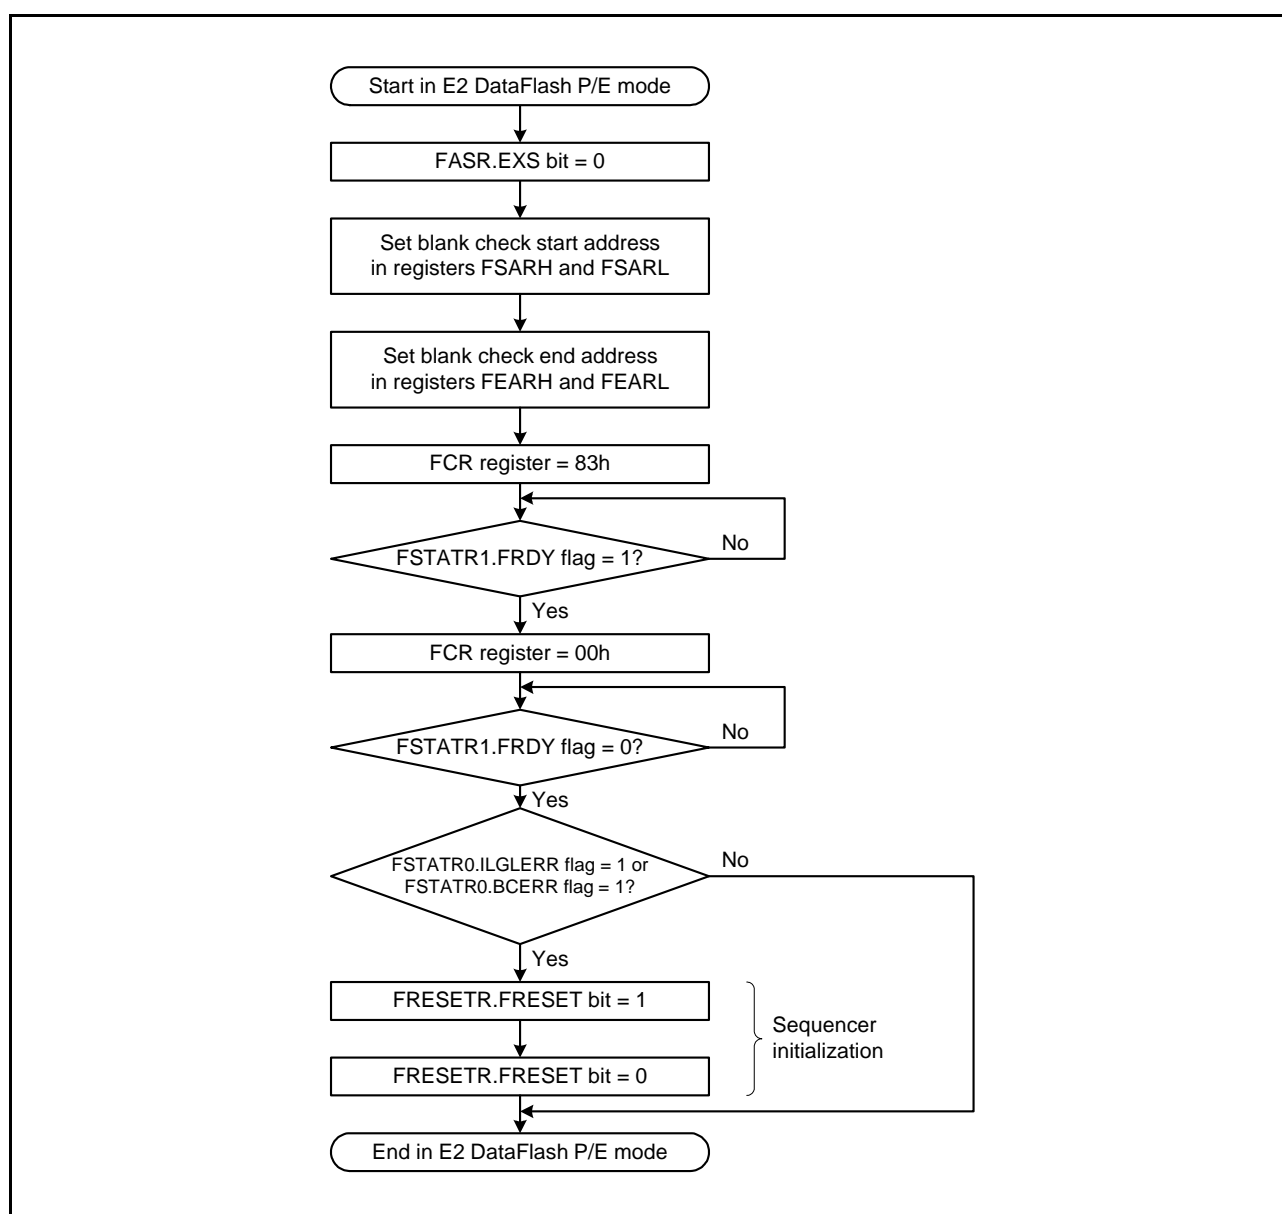 Start in E2 DataFlash P/E mode
FASR.EXS bit = 0
Set blank check start address
in registers FSARH and FSARL
Set blank check end address
in registers FEARH and FEARL
FCR register = 83h
FSTATR1.FRDY flag = 1?
No
Yes
FCR register = 00h
FSTATR1.FRDY flag = 0?
No
Yes
FSTATR0.ILGLERR flag = 1 or
FSTATR0.BCERR flag = 1?
No
Yes
FRESETR.FRESET bit = 1
FRESETR.FRESET bit = 0
Sequencer
initialization
End in E2 DataFlash P/E mode